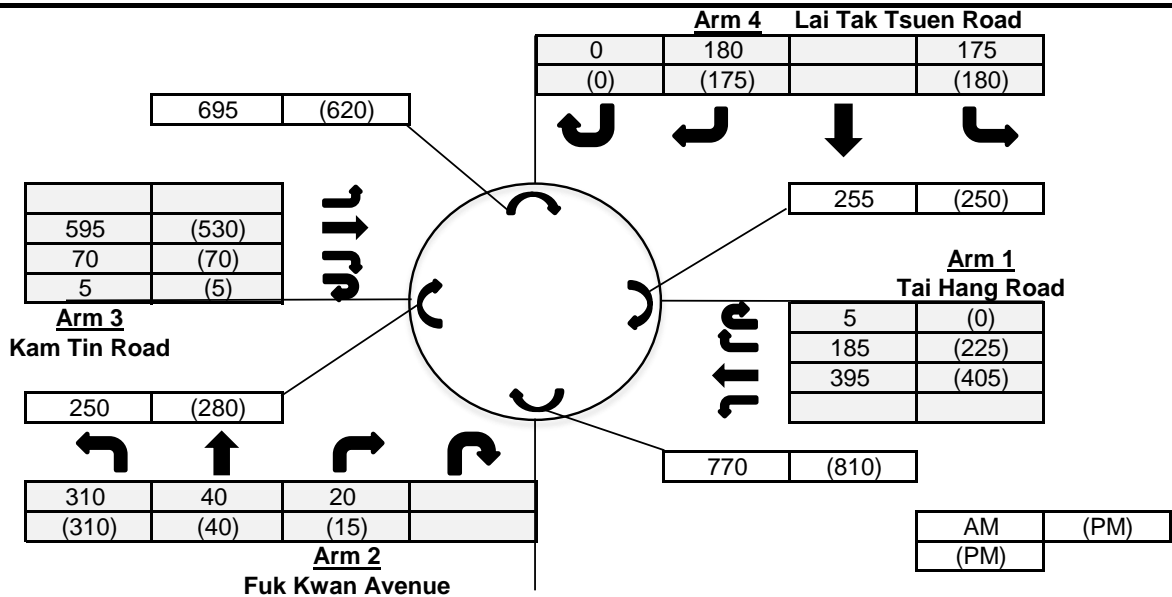 Arm 4 Lai Tak Tsuen Road
0 180 175
(0) (175) (180)
695 (620)
255 (250)
595 (530)
70 (70)
5 (5)
Arm 3
Kam Tin Road
Arm 1
Tai Hang Road
5 (0)
185 (225)
395 (405)
250 (280)
770 (810)
310 40 20
(310) (40) (15)
Arm 2
Fuk Kwan Avenue
AM (PM)
(PM)